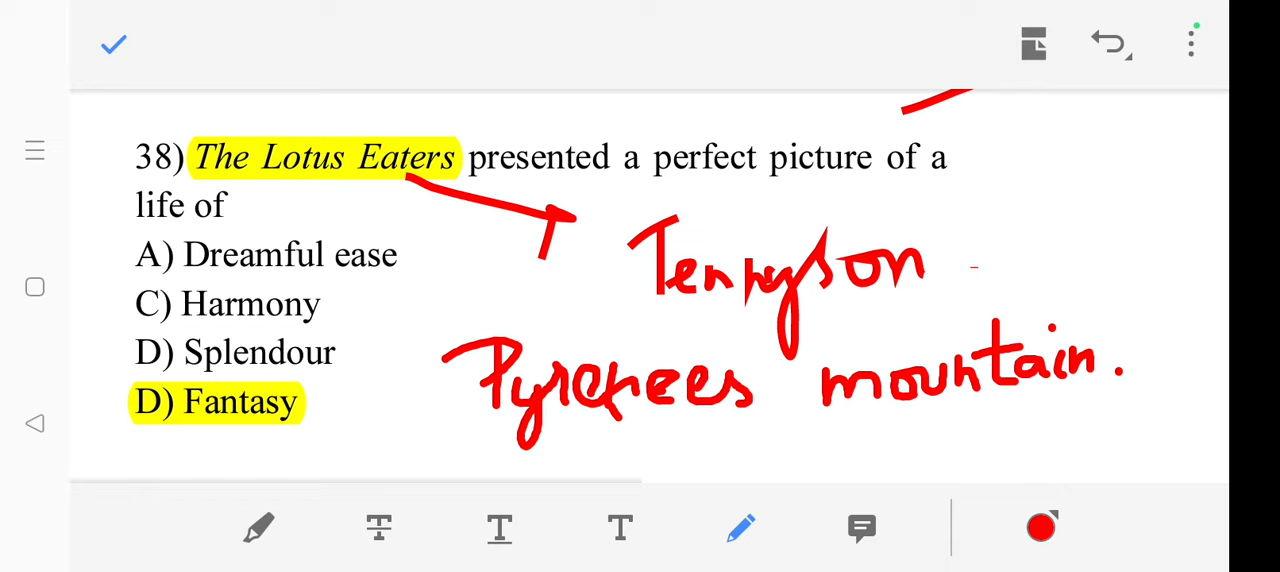 38) The Lotus Eaters presented a perfect picture of a
life of
A) Dreamful ease
C) Harmony
D) Splendour
D) Fantasy
Tennyson
Pyrenees mountain.
T
T
T